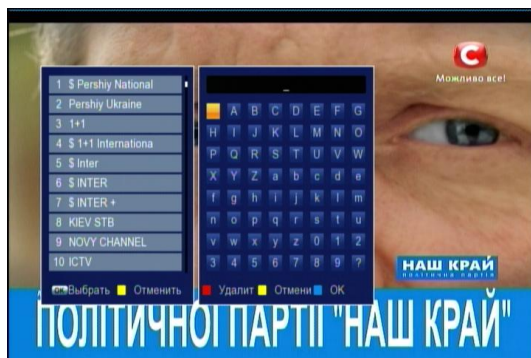 С
Можливо все!
1 $ Pershiy National
2 Pershiy Ukraine
3 1+1
4 $ 1+1 Internationa
5 $ Inter
6 $ INTER
7 $ INTER +
8 KIEV STB
9 NOVY CHANNEL
10 ICTV
OK Выбрать Отменить
_
A B C D E F G
H I J K L M N O
P Q R S T U V W
X Y Z a b c d e
f g h i j k l m
n o p q r s t u
v w x y z 0 1 2
3 4 5 6 7 8 9 ?
Удалит Отмени OK
НАШ КРАЙ
політична партія
ПОЛІТИЧНОЇ ПАРТІЇ "НАШ КРАЙ"